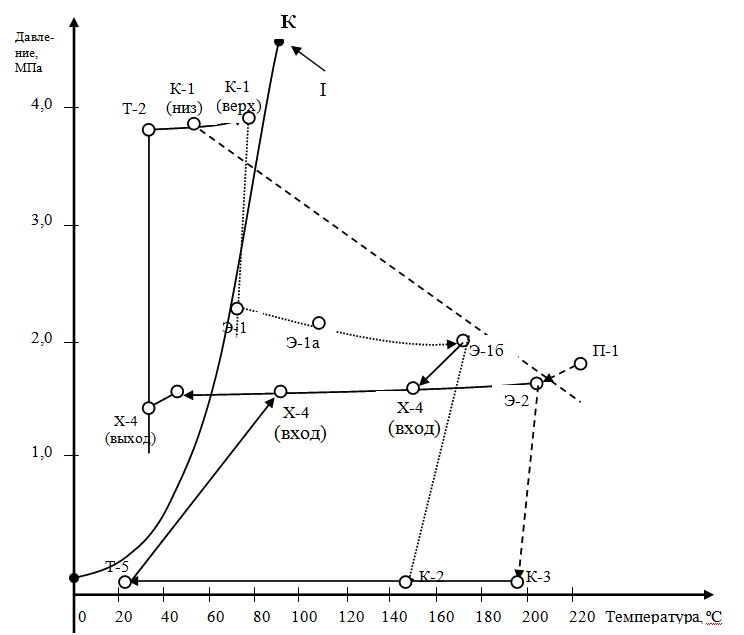 Давле-
ние,
МПа
К
I
4,0
3,0
2,0
1,0
Т-2
К-1
(низ)
К-1
(верх)
Э-1
Э-1а
Э-1б
П-1
Э-2
Х-4
(выход)
Х-4
(вход)
Х-4
(вход)
Т-5
К-2
К-3
0 20 40 60 80 100 120 140 160 180 200 220 Температура, ºС